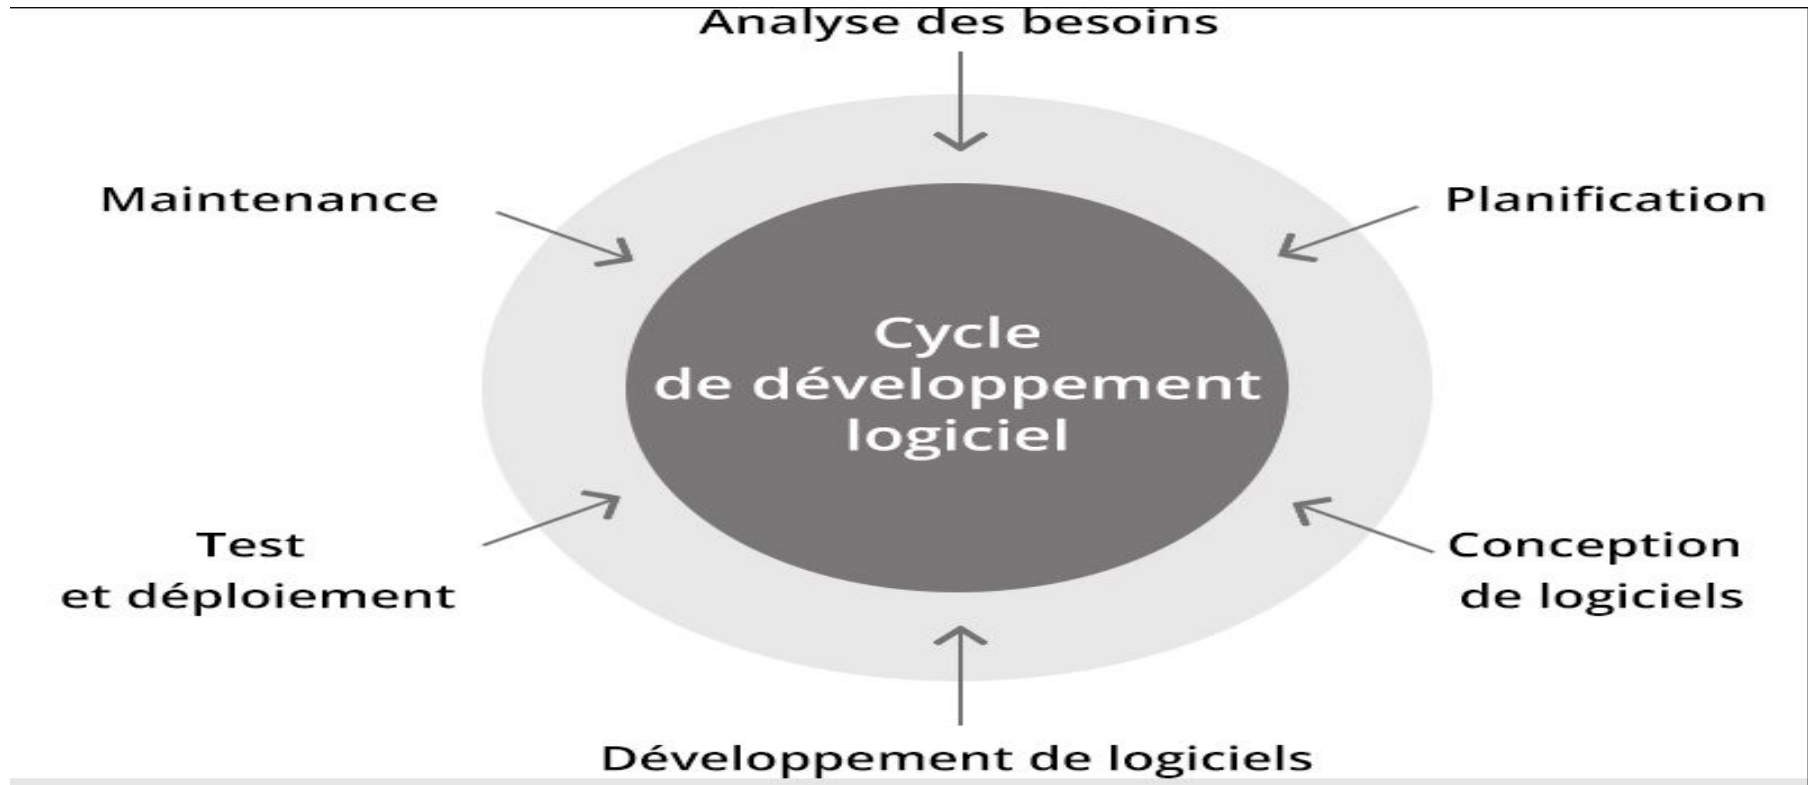 Analyse des besoins
Maintenance
Planification
Cycle
de développement
logiciel
Test
et déploiement
Conception
de logiciels
Développement de logiciels